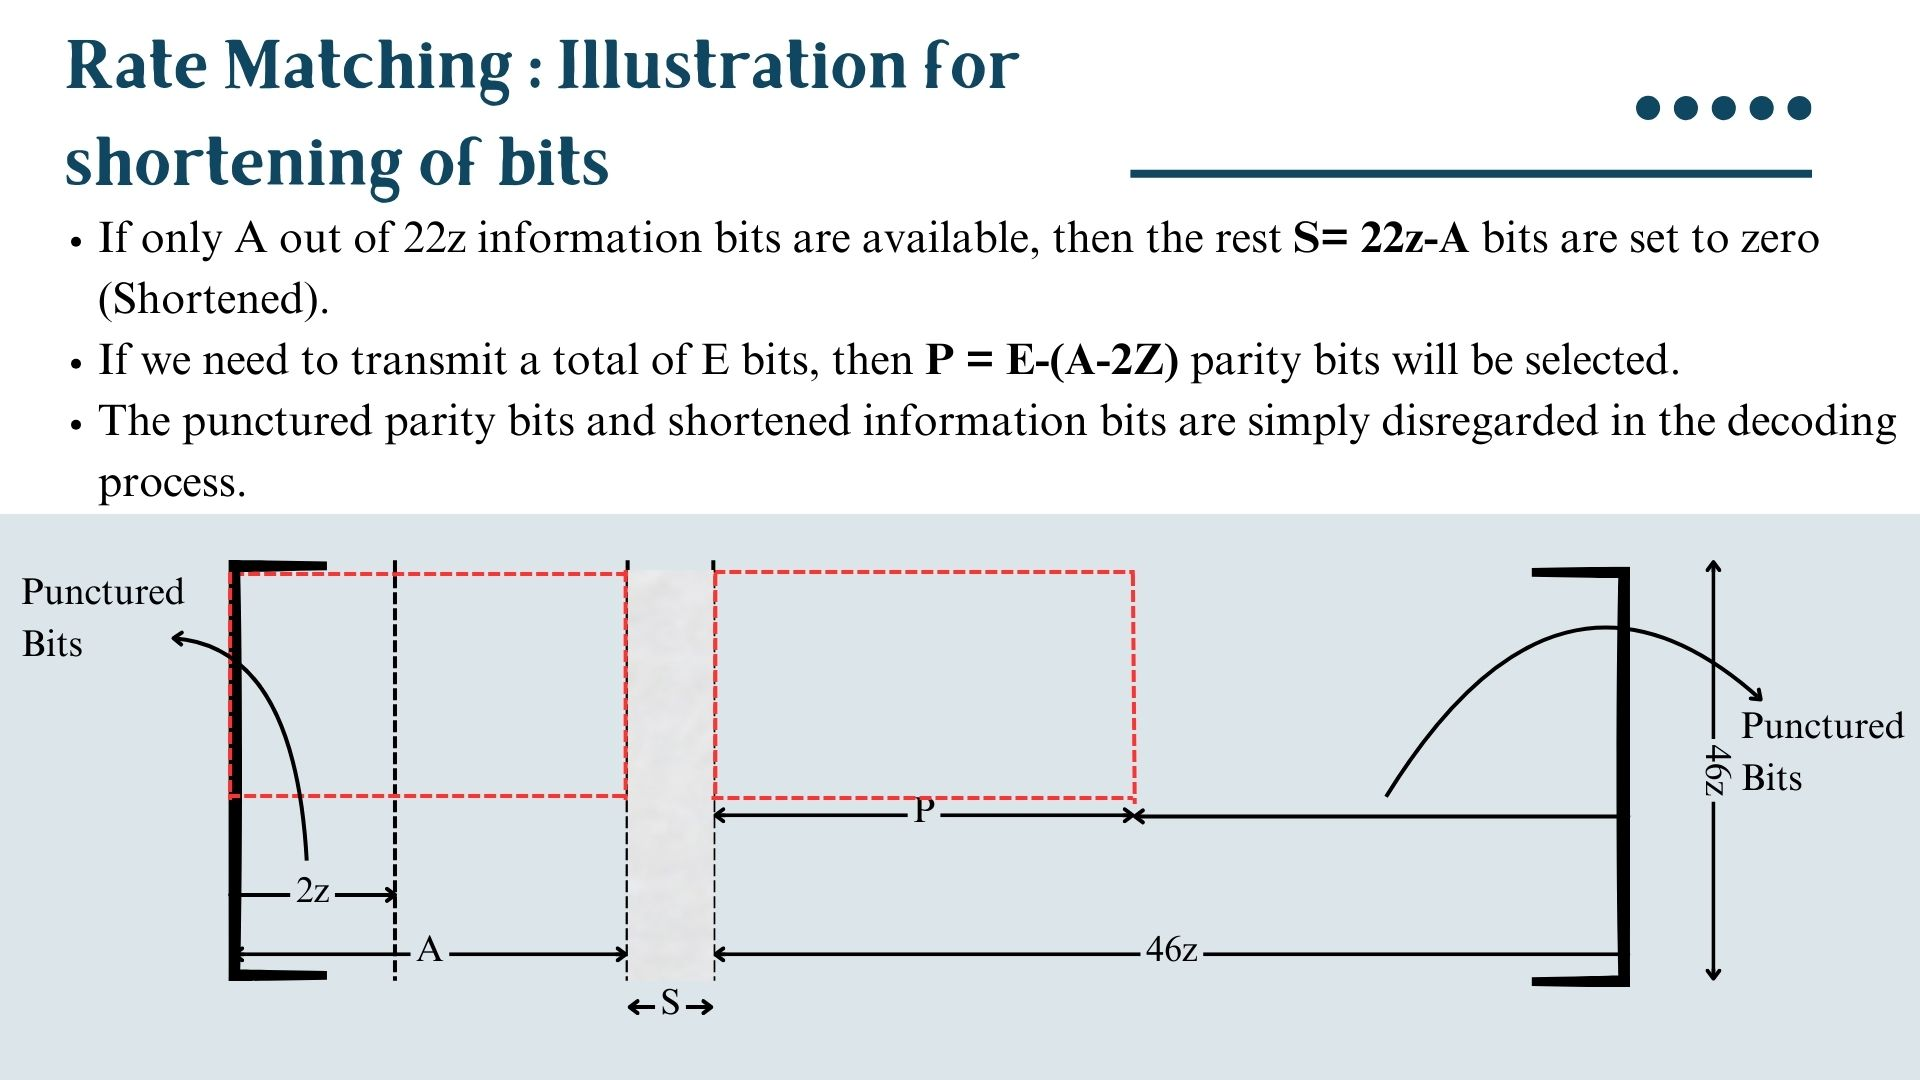 Rate Matching : Illustration for
shortening of bits
• If only A out of 22z information bits are available, then the rest S= 22z-A bits are set to zero
(Shortened).
• If we need to transmit a total of E bits, then P = E-(A-2Z) parity bits will be selected.
• The punctured parity bits and shortened information bits are simply disregarded in the decoding
process.
Punctured
Bits
Punctured
Bits
46z
P
2z
A
46z
S